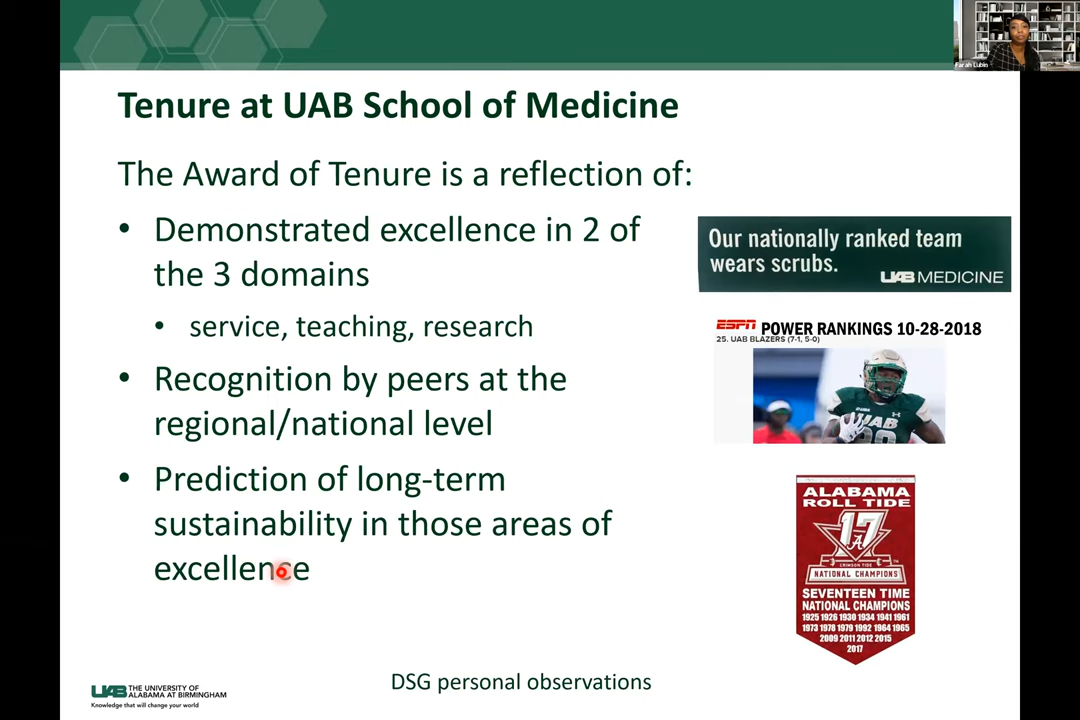 Farah Lubin
Tenure at UAB School of Medicine
The Award of Tenure is a reflection of:
• Demonstrated excellence in 2 of
the 3 domains
• service, teaching, research
• Recognition by peers at the
regional/national level
• Prediction of long-term
sustainability in those areas of
excellence
Our nationally ranked team
wears scrubs.
UAB MEDICINE
ESPN POWER RANKINGS 10-28-2018
25. UAB BLAZERS (7-1, 5-0)
UAB
ALABAMA
ROLL TIDE
17
A
CRIMSON TIDE
NATIONAL CHAMPIONS
SEVENTEEN TIME
NATIONAL CHAMPIONS
1925 1926 1930 1934 1941 1961
1973 1978 1979 1992 1964 1965
2009 2011 2012 2015
2017
UAB THE UNIVERSITY OF
ALABAMA AT BIRMINGHAM
Knowledge that will change your world
DSG personal observations